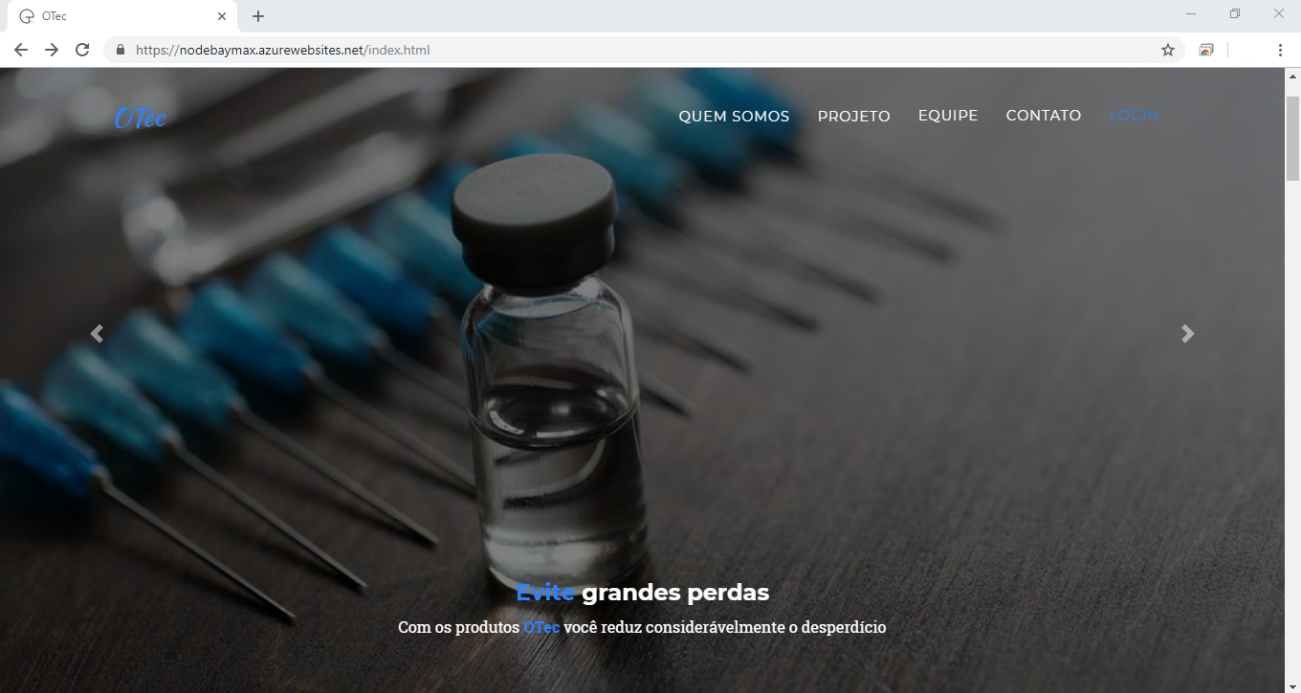 OTec
https://nodebaymax.azurewebsites.net/index.html
OTec
QUEM SOMOS PROJETO EQUIPE CONTATO LOGIN
Evite grandes perdas
Com os produtos OTec você reduz considerávelmente o desperdício